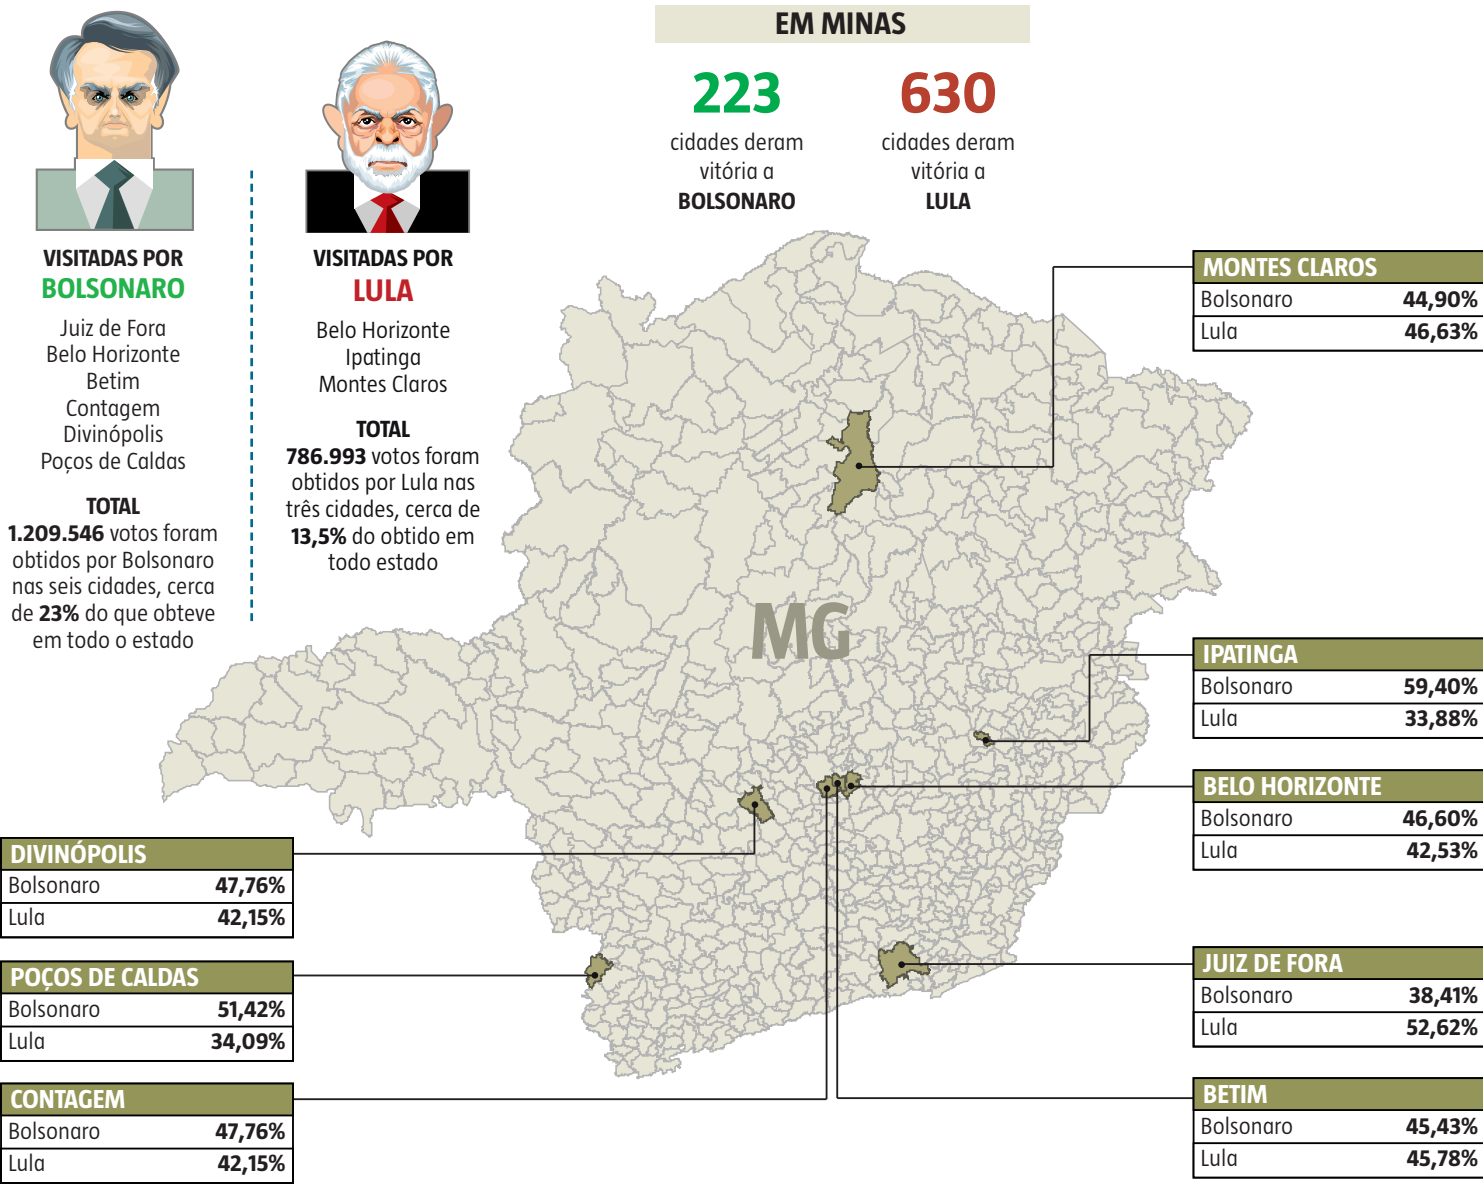 VISITADAS POR
BOLSONARO
Juiz de Fora
Belo Horizonte
Betim
Contagem
Divinópolis
Poços de Caldas
TOTAL
1.209.546 votos foram
obtidos por Bolsonaro
nas seis cidades, cerca
de 23% do que obteve
em todo o estado
VISITADAS POR
LULA
Belo Horizonte
Ipatinga
Montes Claros
TOTAL
786.993 votos foram
obtidos por Lula nas
três cidades, cerca de
13,5% do obtido em
todo estado
EM MINAS
223
cidades deram
vitória a
BOLSONARO
630
cidades deram
vitória a
LULA
MG
MONTES CLAROS
Bolsonaro 44,90%
Lula 46,63%
IPATINGA
Bolsonaro 59,40%
Lula 33,88%
BELO HORIZONTE
Bolsonaro 46,60%
Lula 42,53%
JUIZ DE FORA
Bolsonaro 38,41%
Lula 52,62%
BETIM
Bolsonaro 45,43%
Lula 45,78%
DIVINÓPOLIS
Bolsonaro 47,76%
Lula 42,15%
POÇOS DE CALDAS
Bolsonaro 51,42%
Lula 34,09%
CONTAGEM
Bolsonaro 47,76%
Lula 42,15%